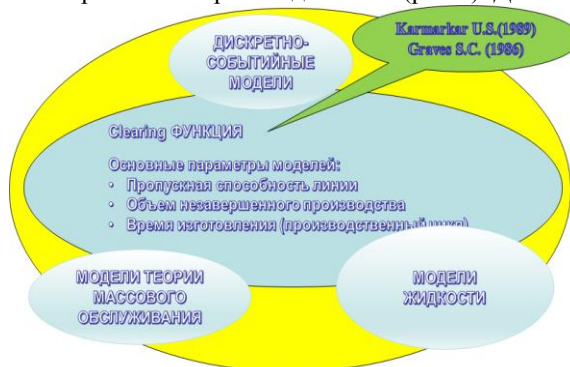 Karmarkar U.S.(1989)
Graves S.C. (1986)
ДИСКРЕТНО-
СОБЫТИЙНЫЕ
МОДЕЛИ
Clearing ФУНКЦИЯ
Основные параметры моделей:
• Пропускная способность линии
• Объем незавершенного производства
• Время изготовления (производственный цикл)
МОДЕЛИ ТЕОРИИ
МАССОВОГО
ОБСЛУЖИВАНИЯ
МОДЕЛИ
ЖИДКОСТИ